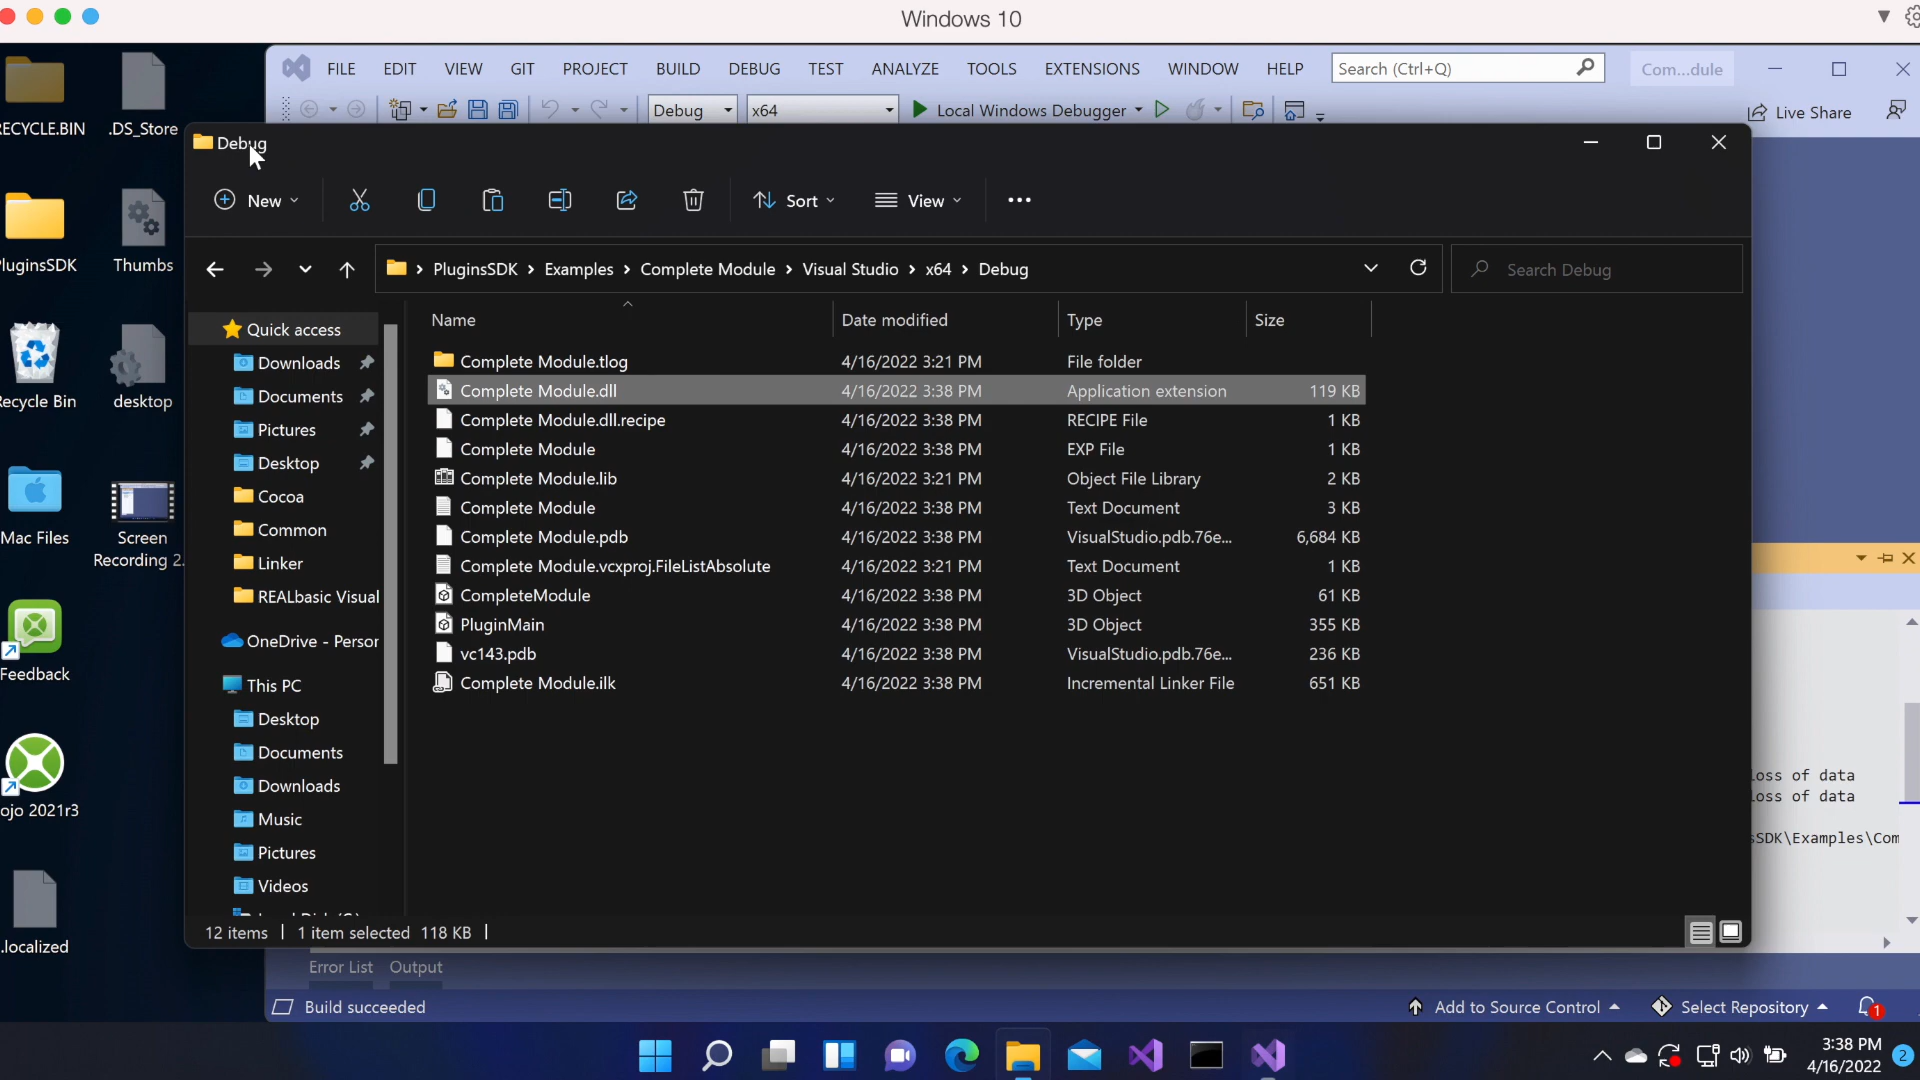 Windows 10
FILE EDIT VIEW GIT PROJECT BUILD DEBUG TEST ANALYZE TOOLS EXTENSIONS WINDOW HELP Search (Ctrl+Q) Com...dule
Debug x64 Local Windows Debugger Live Share
ECYCLE.BIN
.DS_Store
luginsSDK
Thumbs
ecycle Bin
desktop
Mac Files
Screen
Recording 2.
Feedback
ojo 2021r3
.localized
Debug
New Sort View
PluginsSDK Examples Complete Module Visual Studio x64 Debug
Search Debug
Quick access
Downloads
Documents
Pictures
Desktop
Cocoa
Common
Linker
REALbasic Visual
OneDrive - Persor
This PC
Desktop
Documents
Downloads
Music
Pictures
Videos
Name Date modified Type Size
Complete Module.tlog 4/16/2022 3:21 PM File folder
Complete Module.dll 4/16/2022 3:38 PM Application extension 119 KB
Complete Module.dll.recipe 4/16/2022 3:38 PM RECIPE File 1 KB
Complete Module 4/16/2022 3:38 PM EXP File 1 KB
Complete Module.lib 4/16/2022 3:21 PM Object File Library 2 KB
Complete Module 4/16/2022 3:38 PM Text Document 3 KB
Complete Module.pdb 4/16/2022 3:38 PM VisualStudio.pdb.76e... 6,684 KB
Complete Module.vcxproj.FileListAbsolute 4/16/2022 3:21 PM Text Document 1 KB
CompleteModule 4/16/2022 3:38 PM 3D Object 61 KB
PluginMain 4/16/2022 3:38 PM 3D Object 355 KB
vc143.pdb 4/16/2022 3:38 PM VisualStudio.pdb.76e... 236 KB
Complete Module.ilk 4/16/2022 3:38 PM Incremental Linker File 651 KB
12 items 1 item selected 118 KB
loss of data
loss of data
sSDK\Examples\Com
Error List Output
Build succeeded
Add to Source Control Select Repository 1
3:38 PM
4/16/2022 2